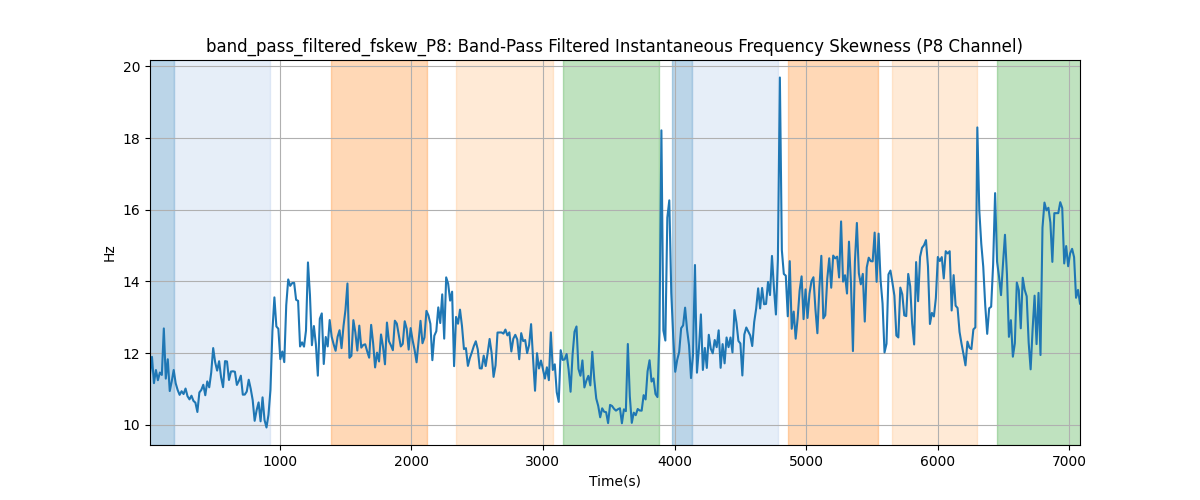 band_pass_filtered_fskew_P8: Band-Pass Filtered Instantaneous Frequency Skewness (P8 Channel)
20
18
16
14
12
10
Hz
1000 2000 3000 4000 5000 6000 7000
Time(s)